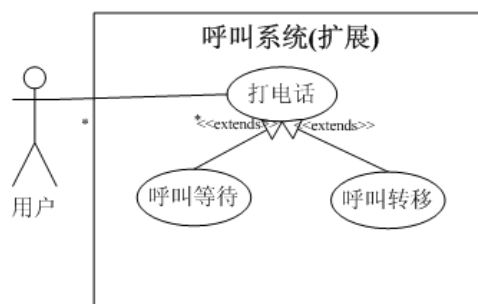 呼叫系统(扩展)
打电话
*
*
<<extends>>
<<extends>>
呼叫等待
呼叫转移
用户